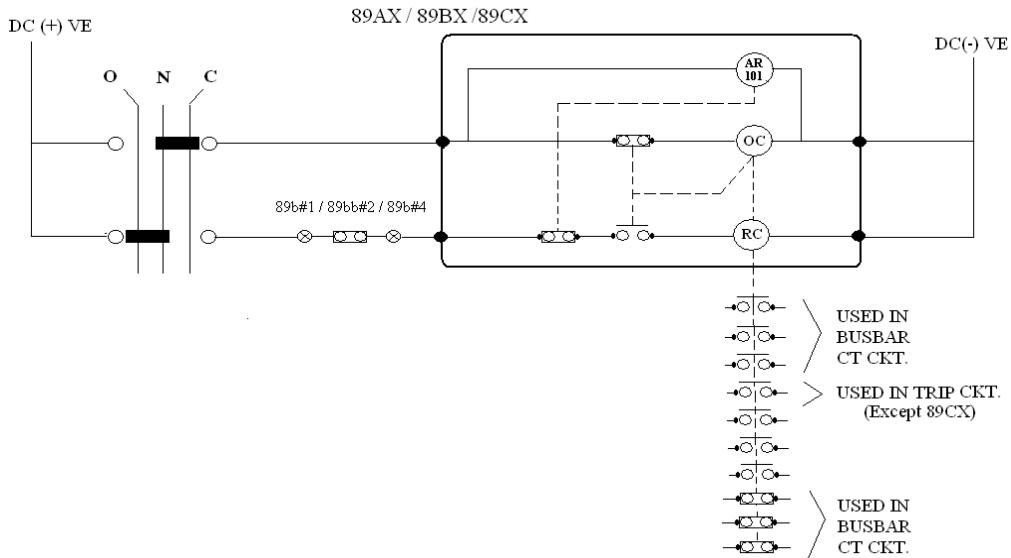 89AX / 89BX /89CX
DC (+) VE
DC(-) VE
O N C
AR
101
OC
89b#1 / 89bb#2 / 89b#4
RC
USED IN
BUSBAR
CT CKT.
USED IN TRIP CKT.
(Except 89CX)
USED IN
BUSBAR
CT CKT.